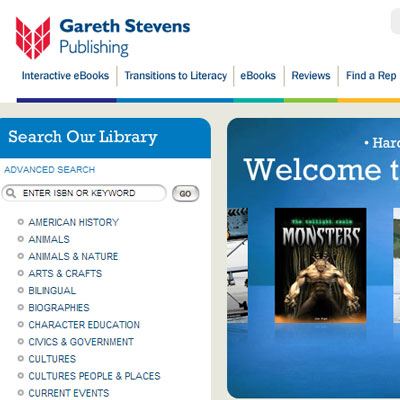 Gareth Stevens
Publishing
Interactive eBooks
Transitions to Literacy
eBooks
Reviews
Find a Rep
Search Our Library
ADVANCED SEARCH
ENTER ISBN OR KEYWORD
GO
AMERICAN HISTORY
ANIMALS
ANIMALS & NATURE
ARTS & CRAFTS
BILINGUAL
BIOGRAPHIES
CHARACTER EDUCATION
CIVICS & GOVERNMENT
CULTURES
CULTURES PEOPLE & PLACES
CURRENT EVENTS
• Hard
Welcome t
the twilight realm
MONSTERS